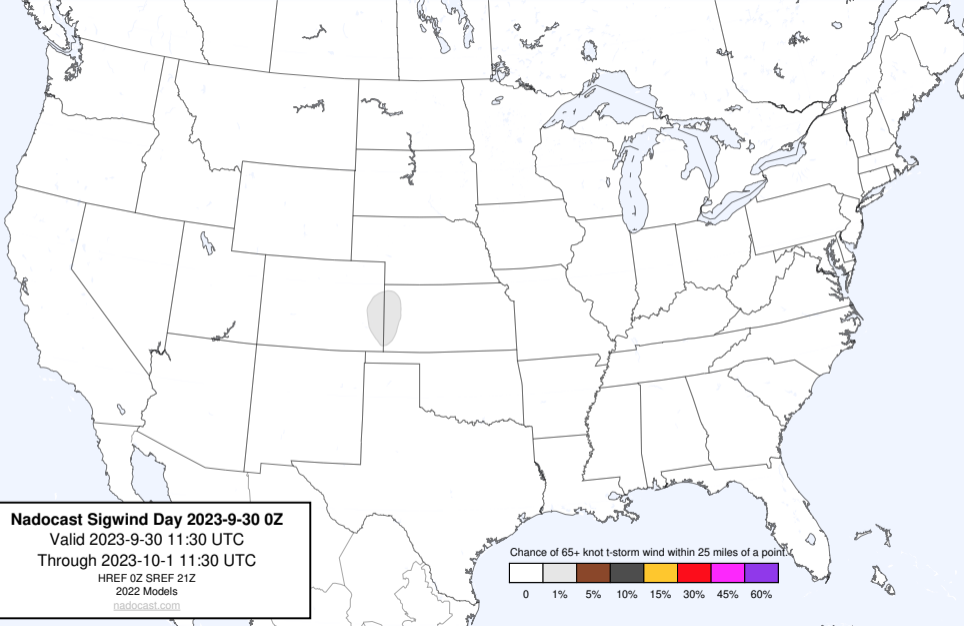 Nadocast Sigwind Day 2023-9-30 0Z
Valid 2023-9-30 11:30 UTC
Through 2023-10-1 11:30 UTC
HREF 0Z SREF 21Z
2022 Models
nadocast.com
Chance of 65+ knot t-storm wind within 25 miles of a point.
0 1% 5% 10% 15% 30% 45% 60%